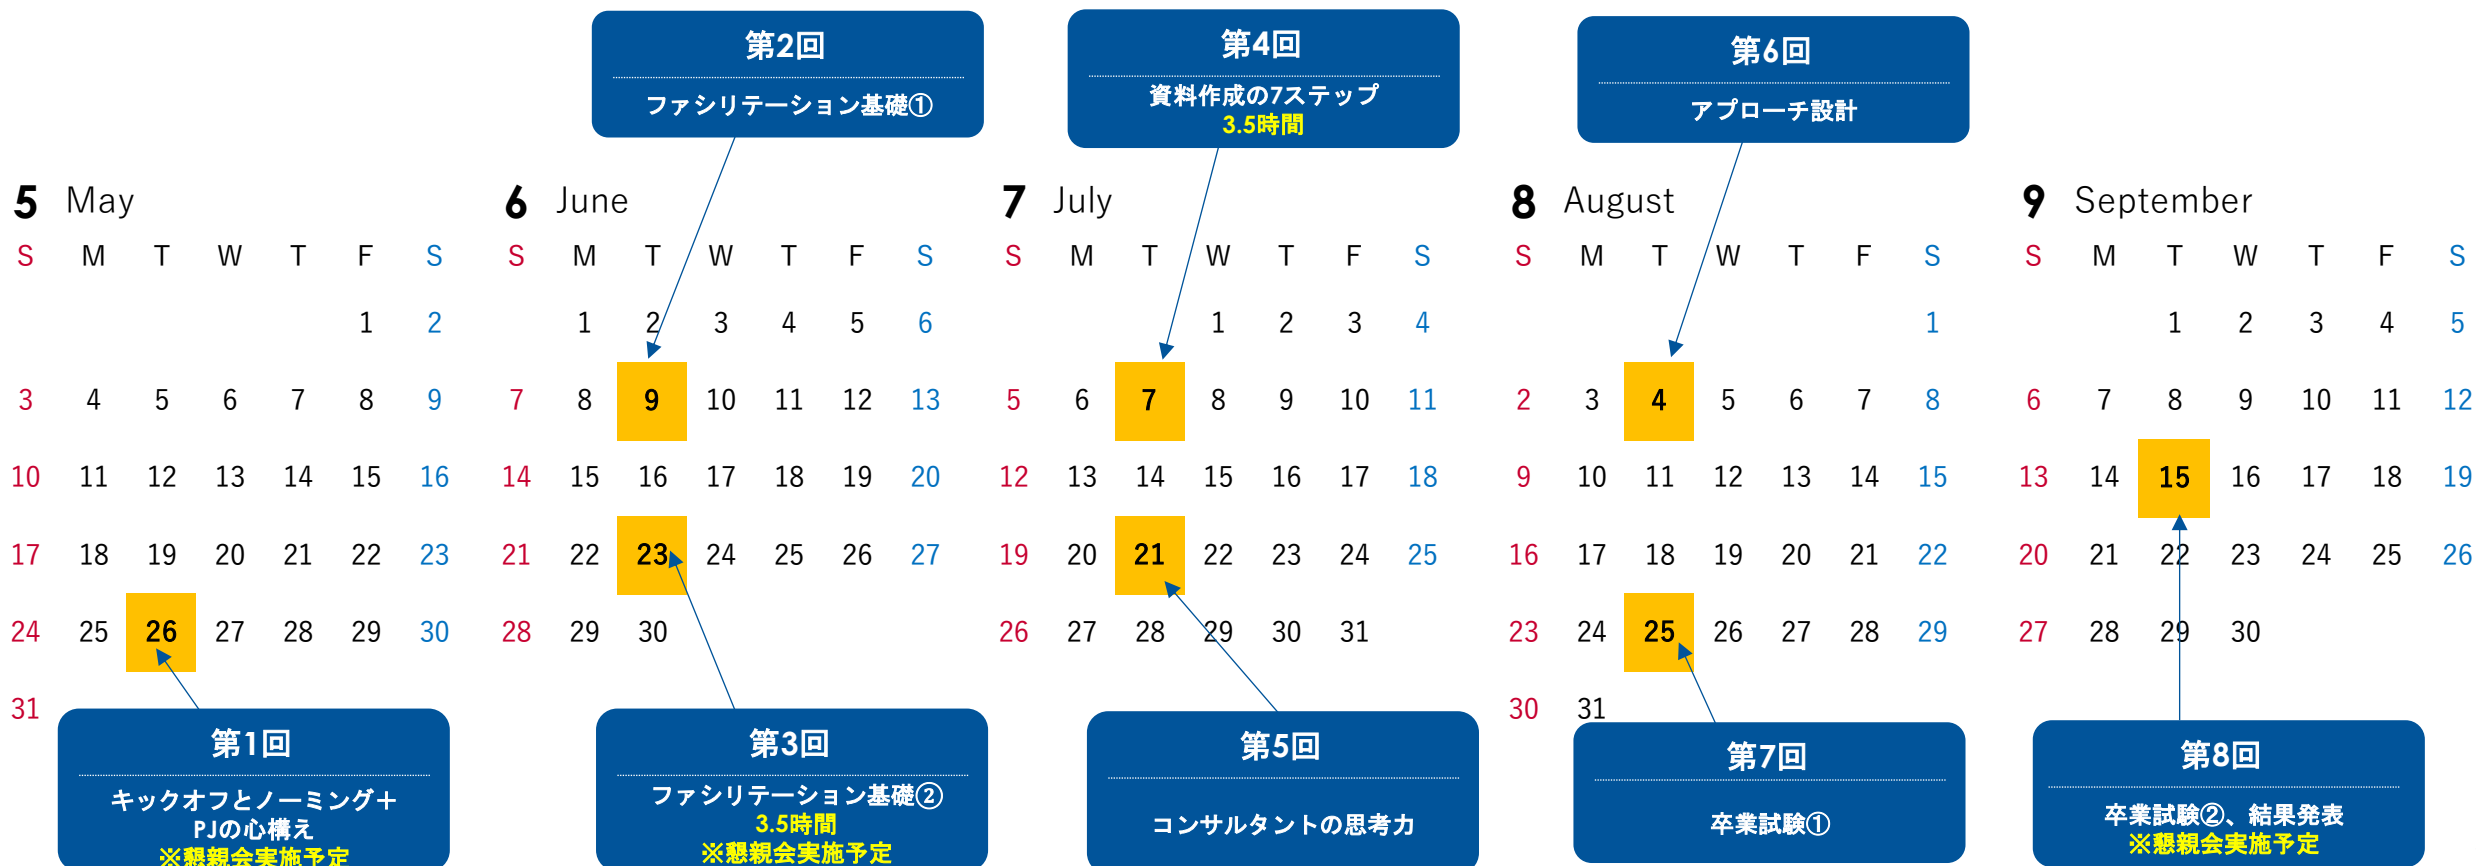 第2回
ファシリテーション基礎①
第4回
資料作成の7ステップ
3.5時間
第6回
アプローチ設計
5 May
S M T W T F S
1 2
3 4 5 6 7 8 9
10 11 12 13 14 15 16
17 18 19 20 21 22 23
24 25 26 27 28 29 30
31
6 June
S M T W T F S
1 2 3 4 5 6
7 8 9 10 11 12 13
14 15 16 17 18 19 20
21 22 23 24 25 26 27
28 29 30
7 July
S M T W T F S
1 2 3 4
5 6 7 8 9 10 11
12 13 14 15 16 17 18
19 20 21 22 23 24 25
26 27 28 29 30 31
8 August
S M T W T F S
1
2 3 4 5 6 7 8
9 10 11 12 13 14 15
16 17 18 19 20 21 22
23 24 25 26 27 28 29
30 31
9 September
S M T W T F S
1 2 3 4 5
6 7 8 9 10 11 12
13 14 15 16 17 18 19
20 21 22 23 24 25 26
27 28 29 30
第1回
キックオフとノーミング＋
PJの心構え
※懇親会実施予定
第3回
ファシリテーション基礎②
3.5時間
※懇親会実施予定
第5回
コンサルタントの思考力
第7回
卒業試験①
第8回
卒業試験②、結果発表
※懇親会実施予定